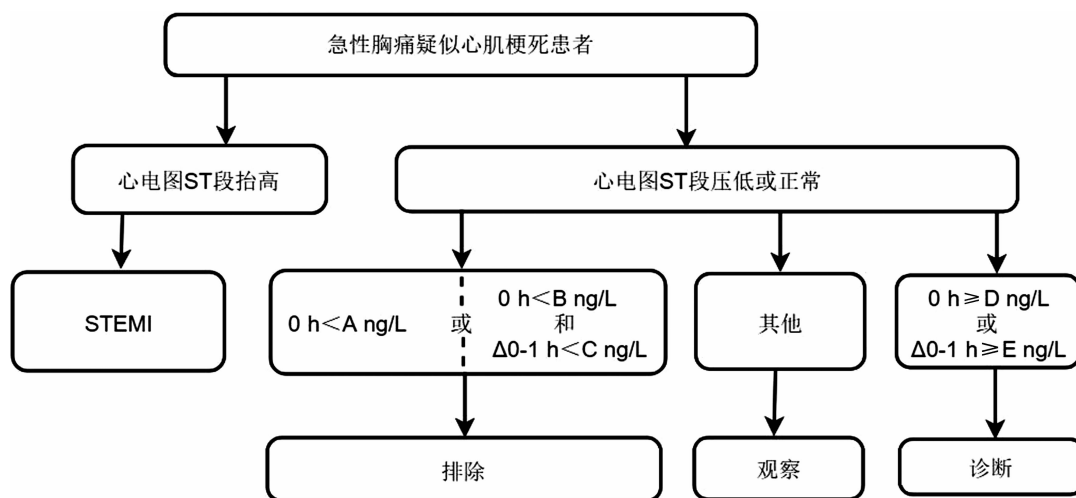 急性胸痛疑似心肌梗死患者
心电图ST段抬高
心电图ST段压低或正常
STEMI
0 h＜A ng/L
或
0 h＜B ng/L
和
Δ0-1 h＜C ng/L
其他
0 h≥D ng/L
或
Δ0-1 h≥E ng/L
排除
观察
诊断